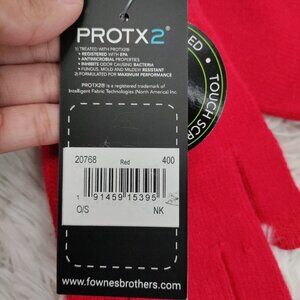 PROTX2®
1) TREATED WITH PROTX2®
• REGISTERED WITH EPA
• ANTIMICROBIAL PROPERTIES
• INHIBITS ODOR CAUSING BACTERIA
• FUNGUS, MOLD AND MILDEW RESISTANT
2) FORMULATED FOR MAXIMUM PERFORMANCE
PROTX2® is a registered trademark of
Intelligent Fabric Technologies (North America) Inc.
20768 Red 400
1 91459 15395
O/S NK
www.fownesbrothers.com
TOUCH SCR
ED